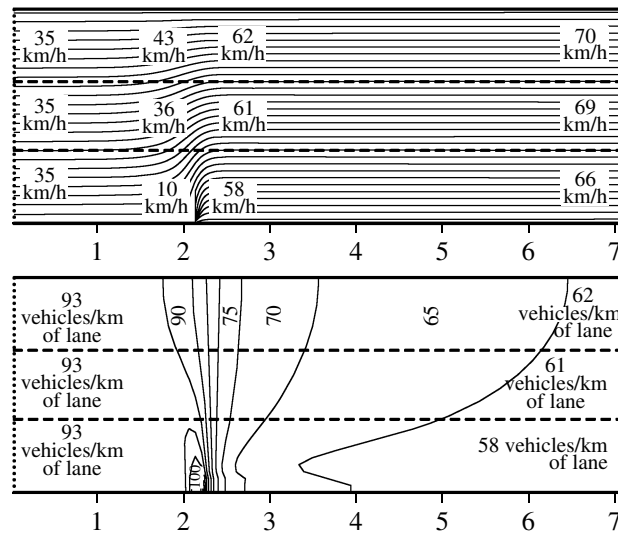 35 43 62 70
km/h km/h km/h km/h
35 36 61 69
km/h km/h km/h km/h
35 10 58 66
km/h km/h km/h km/h
1 2 3 4 5 6 7
93 90 75 70 65 62
vehicles/km vehicles/km
of lane of lane
93 61
vehicles/km vehicles/km
of lane of lane
93 100 58 vehicles/km
vehicles/km of lane
of lane
1 2 3 4 5 6 7